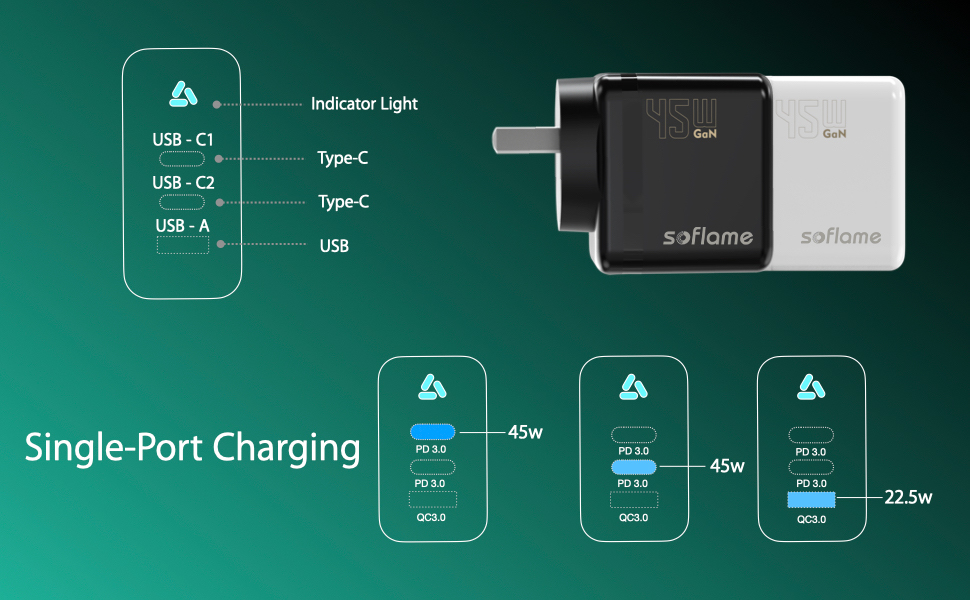 Indicator Light
USB - C1
Type-C
USB - C2
Type-C
USB - A
USB
45W
GaN
soflame
45W
GaN
soflame
Single-Port Charging
45w
PD 3.0
PD 3.0
QC3.0
PD 3.0
45w
PD 3.0
QC3.0
PD 3.0
PD 3.0
22.5w
QC3.0